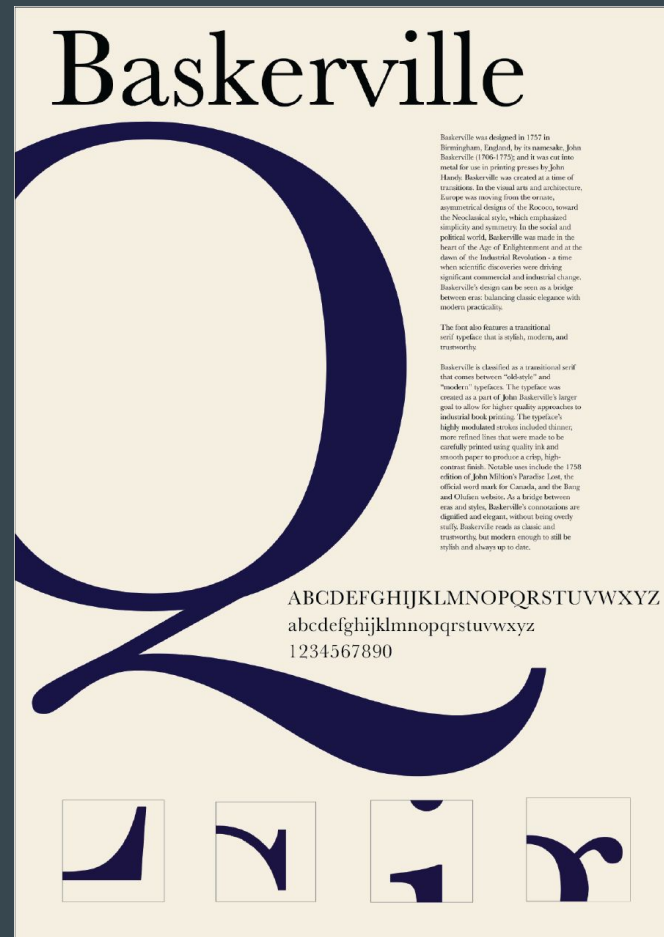 Baskerville
Baskerville was designed in 1757 in
Birmingham, England, by its namesake, John
Baskerville (1706-1775); and it was cut into
metal for use in printing presses by John
Handy. Baskerville was created at a time of
transitions. In the visual arts and architecture,
Europe was moving from the ornate,
asymmetrical designs of the Rococo, toward
the Neoclassical style, which emphasized
simplicity and symmetry. In the social and
political world, Baskerville was made in the
heart of the Age of Enlightenment and at the
dawn of the Industrial Revolution - a time
when scientific discoveries were driving
significant commercial and industrial change.
Baskerville's design can be seen as a bridge
between eras: balancing classic elegance with
modern practicality.
The font also features a transitional
serif typeface that is stylish, modern, and
trustworthy.
Baskerville is classified as a transitional serif
that comes between "old-style" and
"modern" typefaces. The typeface was
created as a part of John Baskerville's larger
goal to allow for higher quality approaches to
industrial book printing. The typeface's
highly modulated strokes included thinner,
more refined lines that were made to be
carefully printed using quality ink and
smooth paper to produce a crisp, high-
contrast finish. Notable uses include the 1758
edition of John Miltion's Paradise Lost, the
official word mark for Canada, and the Bang
and Olufien website. As a bridge between
eras and styles, Baskerville's connotations are
dignified and elegant, without being overly
stuffy. Baskerville reads as classic and
trustworthy, but modern enough to still be
stylish and always up to date.
Q
ABCDEFGHIJKLMNOPQRSTUVWXYZ
abcdefghijklmnopqrstuvwxyz
1234567890